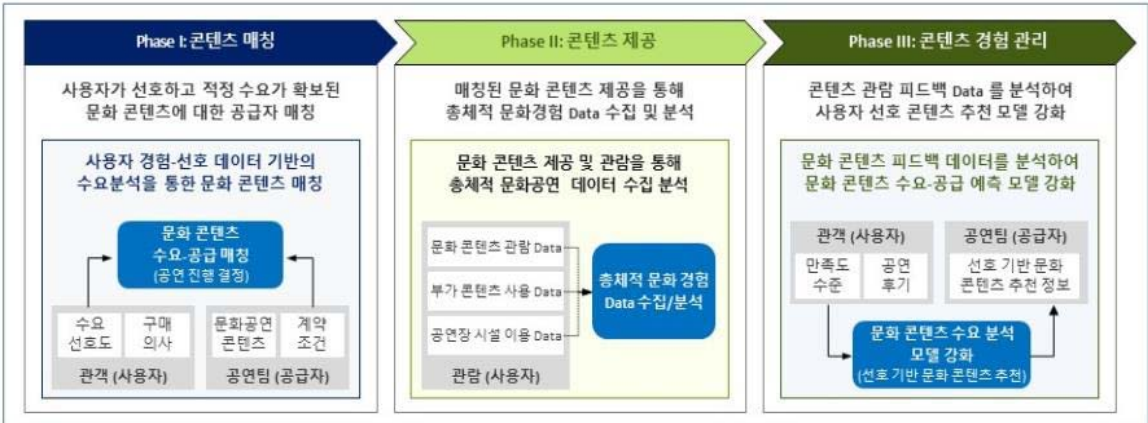 Phase I: 콘텐츠 매칭
사용자가 선호하고 적정 수요가 확보된
문화 콘텐츠에 대한 공급자 매칭
사용자 경험-선호 데이터 기반의
수요분석을 통한 문화 콘텐츠 매칭
문화 콘텐츠
수요-공급 매칭
(공연 진행 결정)
수요
선호도
구매
의사
문화공연
콘텐츠
계약
조건
관객 (사용자)
공연팀 (공급자)
Phase II: 콘텐츠 제공
매칭된 문화 콘텐츠 제공을 통해
총체적 문화경험 Data 수집 및 분석
문화 콘텐츠 제공 및 관람을 통해
총체적 문화공연 데이터 수집 분석
문화 콘텐츠 관람 Data
부가 콘텐츠 사용 Data
공연장 시설 이용 Data
관람 (사용자)
총체적 문화 경험
Data 수집/분석
Phase III: 콘텐츠 경험 관리
콘텐츠 관람 피드백 Data 를 분석하여
사용자 선호 콘텐츠 추천 모델 강화
문화 콘텐츠 피드백 데이터를 분석하여
문화 콘텐츠 수요-공급 예측 모델 강화
관객 (사용자)
만족도
수준
공연
후기
공연팀 (공급자)
선호 기반 문화
콘텐츠 추천 정보
문화 콘텐츠 수요 분석
모델 강화
(선호 기반 문화 콘텐츠 추천)